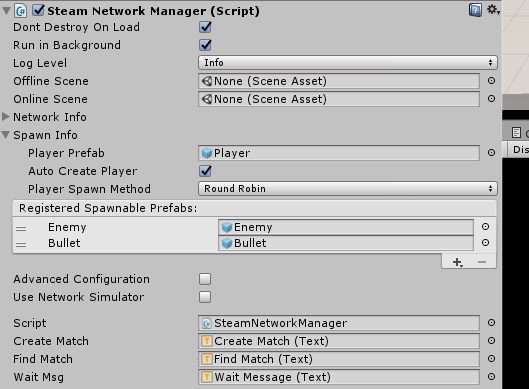 Steam Network Manager (Script)
Dont Destroy On Load
Run in Background
Log Level Info
Offline Scene None (Scene Asset)
Online Scene None (Scene Asset)
Network Info
Spawn Info
Player Prefab Player
Auto Create Player
Player Spawn Method Round Robin
Registered Spawnable Prefabs:
Enemy Enemy
Bullet Bullet
Advanced Configuration
Use Network Simulator
Script SteamNetworkManager
Create Match Create Match (Text)
Find Match Find Match (Text)
Wait Msg Wait Message (Text)
Dis